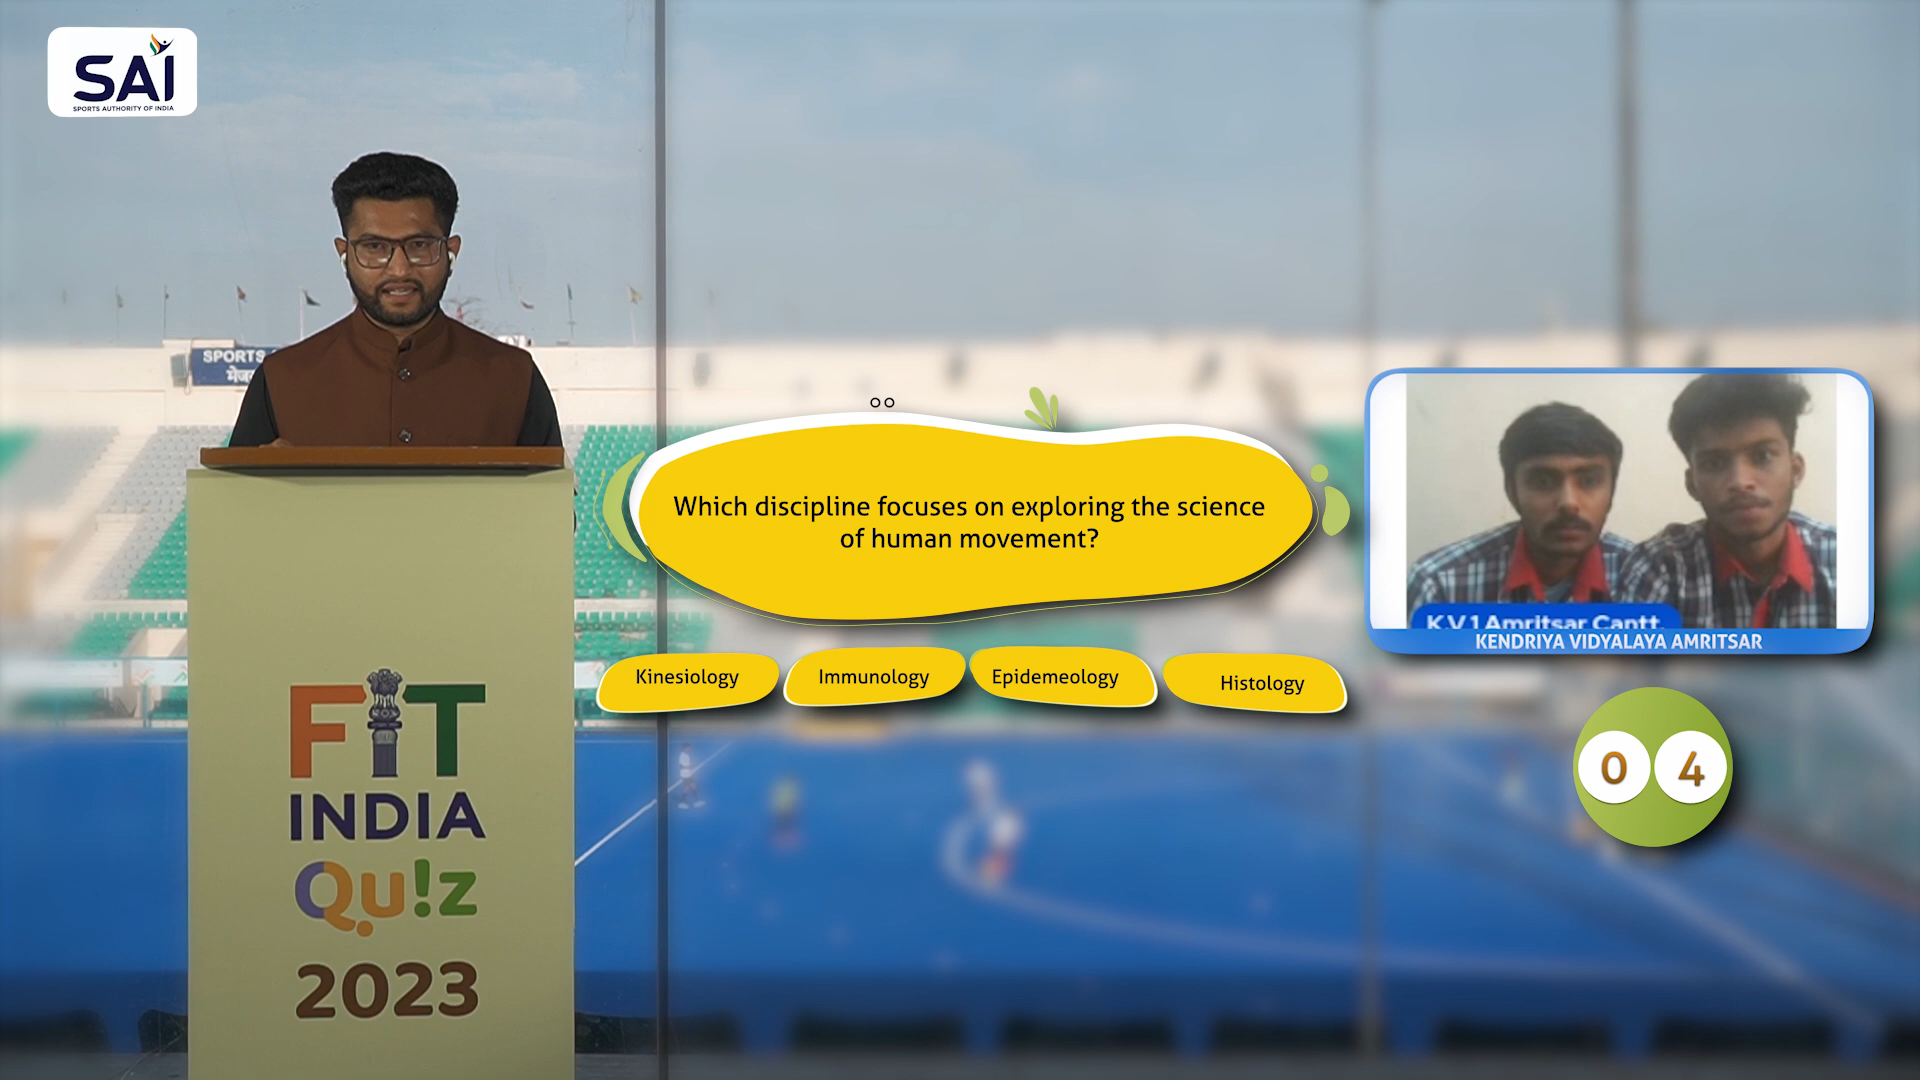 SAI
SPORTS AUTHORITY OF INDIA
SPORTS
Which discipline focuses on exploring the science
of human movement?
Kinesiology
Immunology
Epidemeology
Histology
K.V 1 Amritsar Cantt.
KENDRIYA VIDYALAYA AMRITSAR
0 4
FIT
INDIA
Qu!z
2023